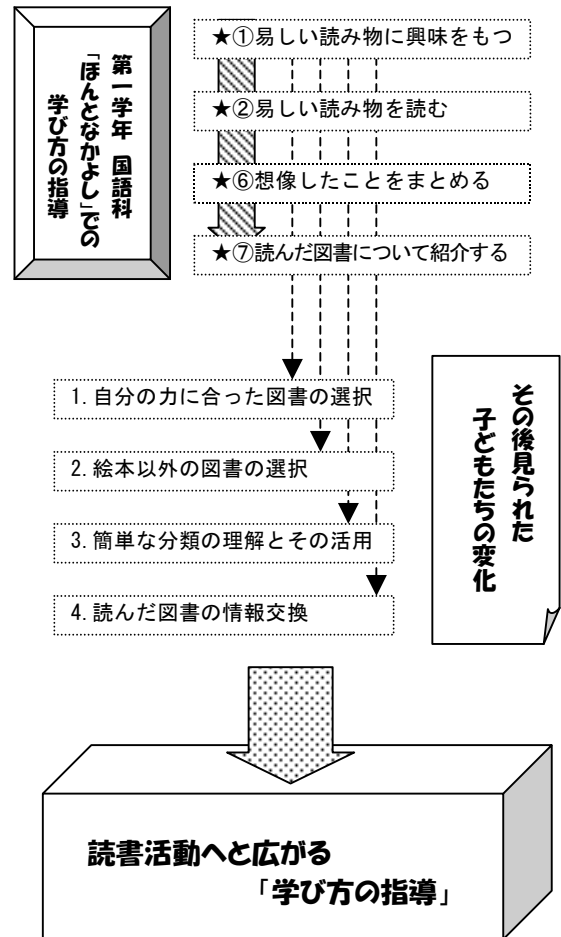 第一学年 国語科
「ほんとなかよし」での
学び方の指導
★①易しい読み物に興味をもつ
★②易しい読み物を読む
★⑥想像したことをまとめる
★⑦読んだ図書について紹介する
1.自分の力に合った図書の選択
2.絵本以外の図書の選択
3.簡単な分類の理解とその活用
4.読んだ図書の情報交換
その後見られた
子どもたちの変化
読書活動へと広がる
「学び方の指導」